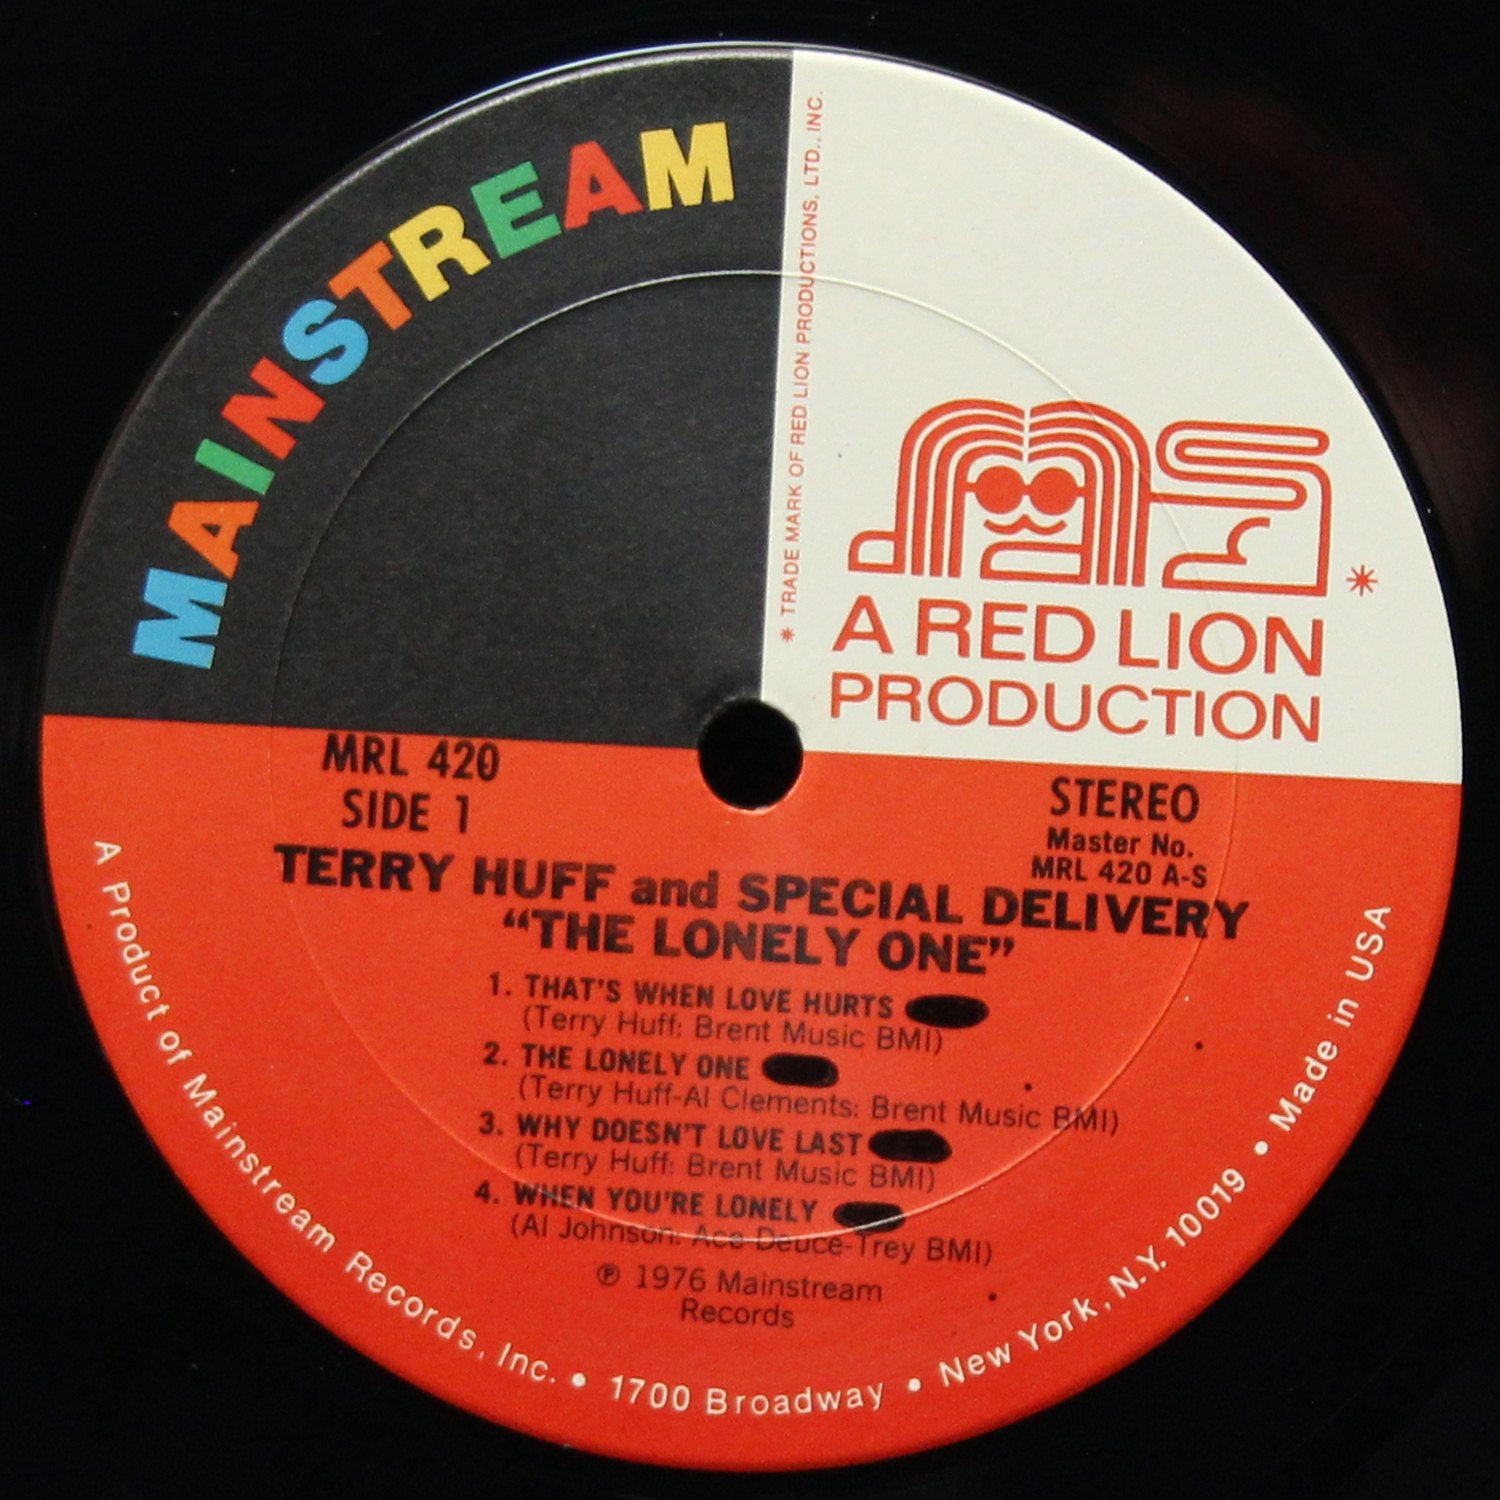 MAINSTREAM
* TRADE MARK OF RED LION PRODUCTIONS, LTD., INC.
*
A RED LION
PRODUCTION
MRL 420
SIDE 1
STEREO
Master No.
MRL 420 A-S
TERRY HUFF and SPECIAL DELIVERY
“THE LONELY ONE”
1. THAT'S WHEN LOVE HURTS
(Terry Huff: Brent Music BMI)
2. THE LONELY ONE
(Terry Huff-Al Clements: Brent Music BMI)
3. WHY DOESN'T LOVE LAST
(Terry Huff: Brent Music BMI)
4. WHEN YOU'RE LONELY
(Al Johnson: Ace-Deuce-Trey BMI)
℗ 1976 Mainstream
Records
A Product of Mainstream Records, Inc. • 1700 Broadway • New York, N.Y. 10019 • Made in USA